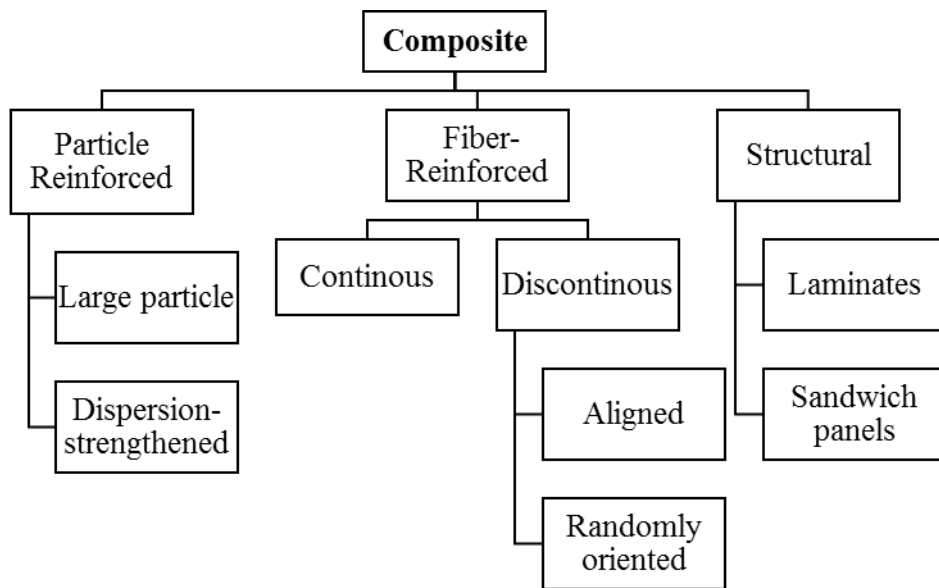 Composite
Particle
Reinforced
Fiber-
Reinforced
Structural
Large particle
Dispersion-
strengthened
Continous
Discontinous
Aligned
Randomly
oriented
Laminates
Sandwich
panels